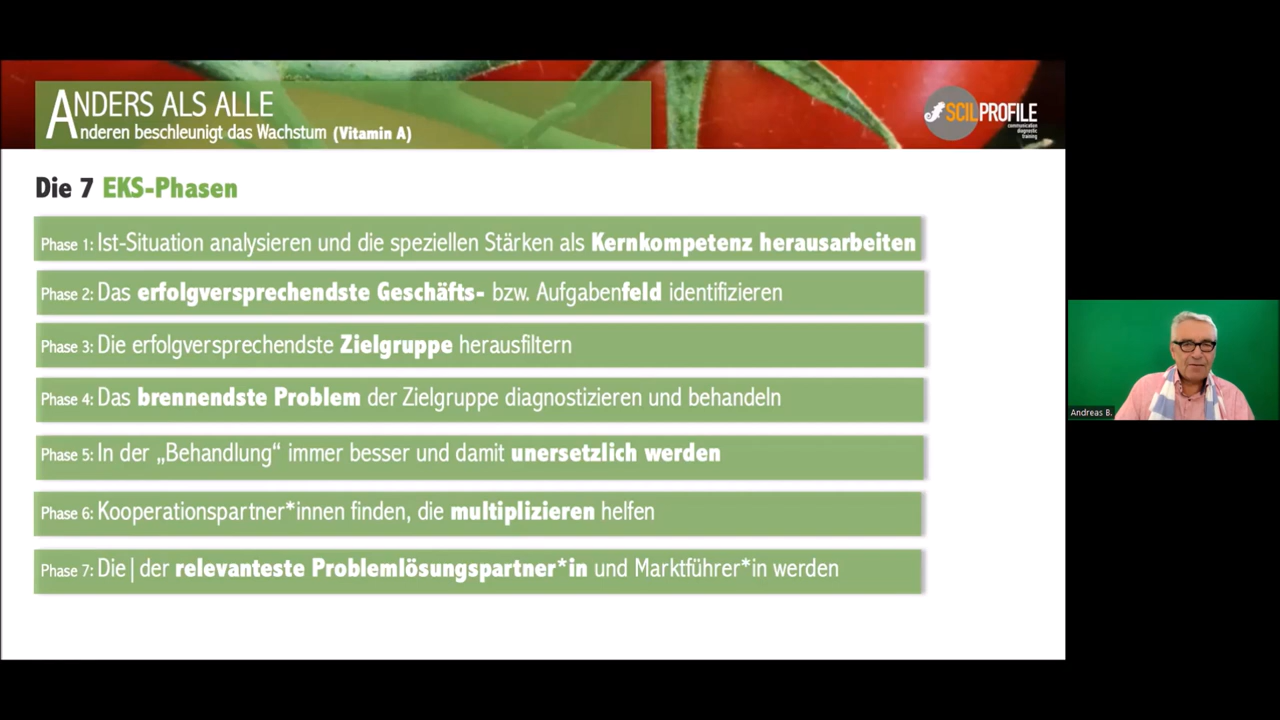 ANDERS ALS ALLE
Anderen beschleunigt das Wachstum (Vitamin A)
SCILPROFILE
communication
diagnostic
training
Die 7 EKS-Phasen
Phase 1: Ist-Situation analysieren und die speziellen Stärken als Kernkompetenz herausarbeiten
Phase 2: Das erfolgversprechendste Geschäfts- bzw. Aufgabenfeld identifizieren
Phase 3: Die erfolgversprechendste Zielgruppe herausfiltern
Phase 4: Das brennendste Problem der Zielgruppe diagnostizieren und behandeln
Phase 5: In der „Behandlung“ immer besser und damit unersetzlich werden
Phase 6: Kooperationspartner*innen finden, die multiplizieren helfen
Phase 7: Die|der relevanteste Problemlösungspartner*in und Marktführer*in werden
Andreas B.